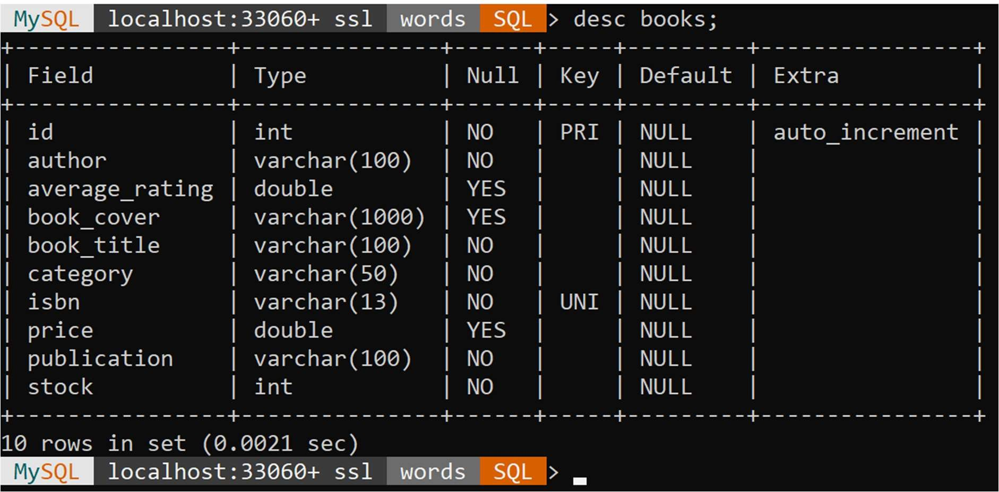 MySQL localhost:33060+ ssl words SQL > desc books;
+----------------+---------------+------+-----+---------+----------------+
| Field          | Type          | Null | Key | Default | Extra          |
+----------------+---------------+------+-----+---------+----------------+
| id             | int           | NO   | PRI | NULL    | auto_increment |
| author         | varchar(100)  | NO   |     | NULL    |                |
| average_rating | double        | YES  |     | NULL    |                |
| book_cover     | varchar(1000) | YES  |     | NULL    |                |
| book_title     | varchar(100)  | NO   |     | NULL    |                |
| category       | varchar(50)   | NO   |     | NULL    |                |
| isbn           | varchar(13)   | NO   | UNI | NULL    |                |
| price          | double        | YES  |     | NULL    |                |
| publication    | varchar(100)  | NO   |     | NULL    |                |
| stock          | int           | NO   |     | NULL    |                |
+----------------+---------------+------+-----+---------+----------------+
10 rows in set (0.0021 sec)
MySQL localhost:33060+ ssl words SQL >